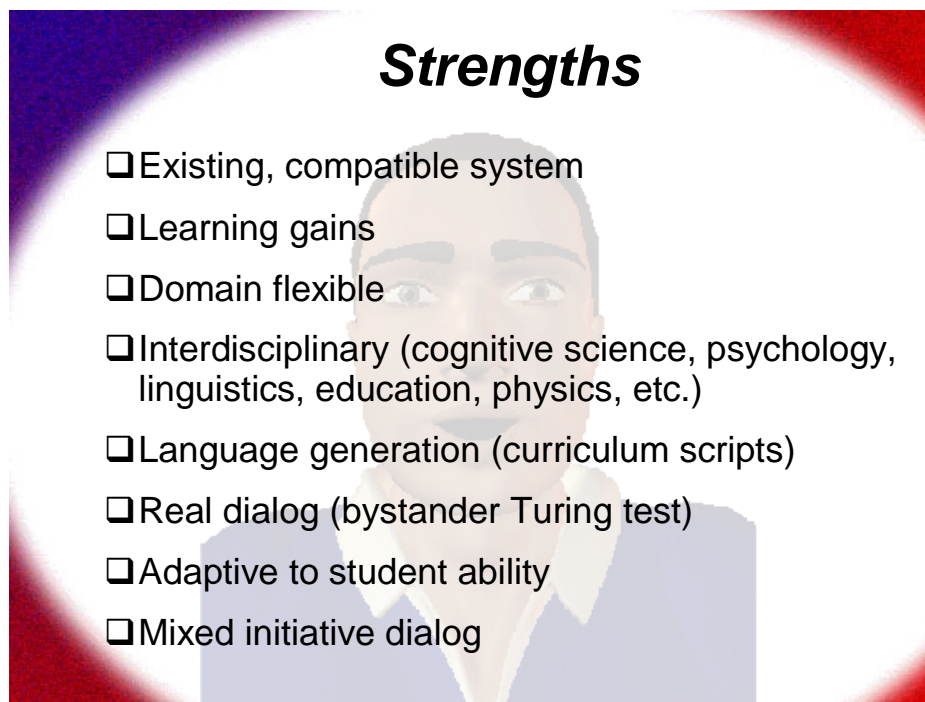 Strengths
❑Existing, compatible system
❑Learning gains
❑Domain flexible
❑Interdisciplinary (cognitive science, psychology,
linguistics, education, physics, etc.)
❑Language generation (curriculum scripts)
❑Real dialog (bystander Turing test)
❑Adaptive to student ability
❑Mixed initiative dialog